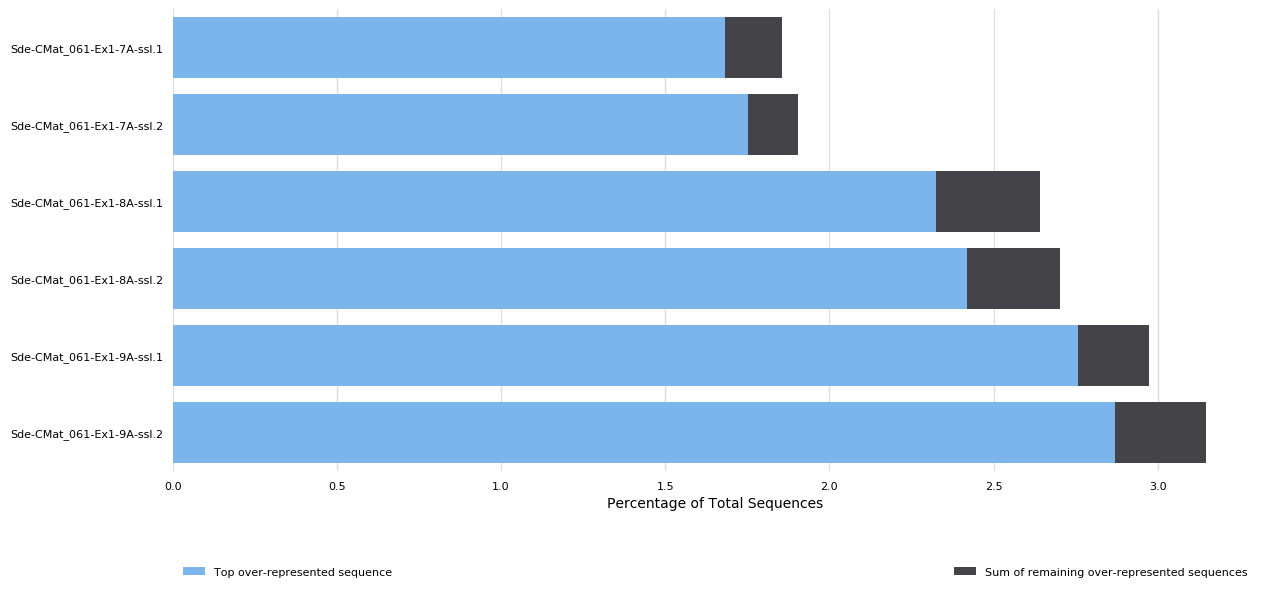 Sde-CMat_061-Ex1-7A-ssl.1
Sde-CMat_061-Ex1-7A-ssl.2
Sde-CMat_061-Ex1-8A-ssl.1
Sde-CMat_061-Ex1-8A-ssl.2
Sde-CMat_061-Ex1-9A-ssl.1
Sde-CMat_061-Ex1-9A-ssl.2
0.0 0.5 1.0 1.5 2.0 2.5 3.0
Percentage of Total Sequences
Top over-represented sequence Sum of remaining over-represented sequences